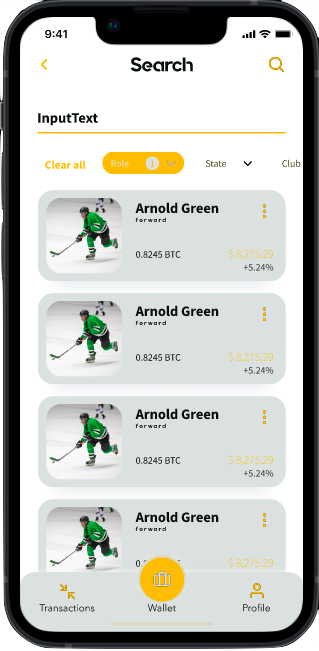 9:41
Search
InputText
Clear all
Role 1
State
Club
Arnold Green
forward
0.8245 BTC
$ 8,275.29
+5.24%
Arnold Green
forward
0.8245 BTC
$ 8,275.29
+5.24%
Arnold Green
forward
0.8245 BTC
$ 8,275.29
+5.24%
Arnold Green
forward
$ 8,275.29
Transactions
Wallet
Profile